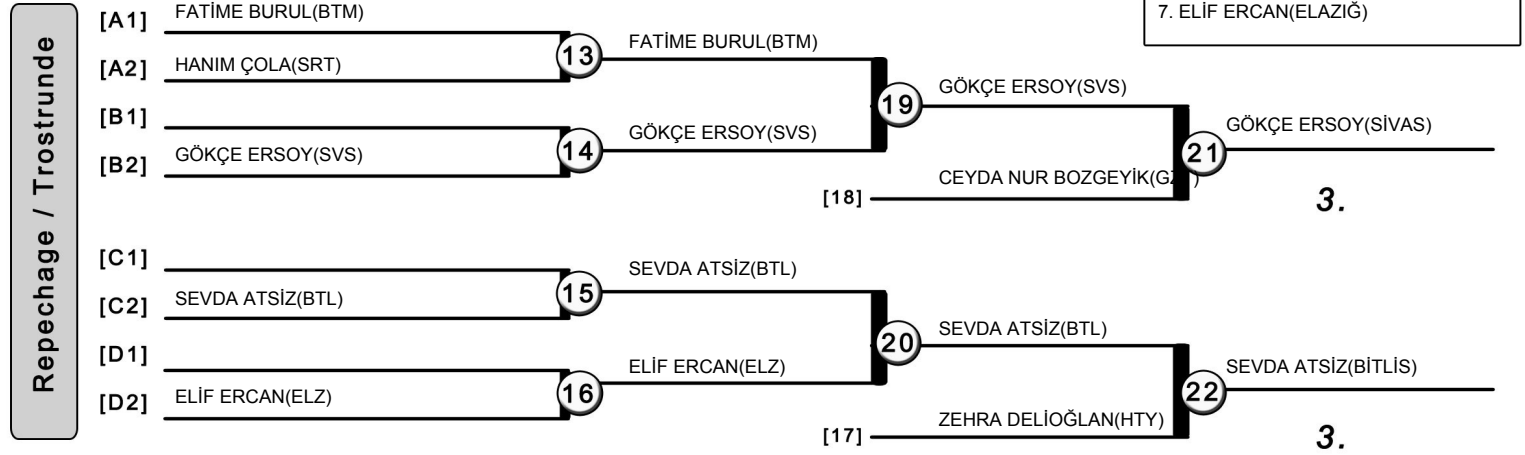 Repechage / Trostrunde
[A1] FATİME BURUL(BTM)
7. ELİF ERCAN(ELAZIĞ)
13 FATİME BURUL(BTM)
[A2] HANIM ÇOLA(SRT)
19 GÖKÇE ERSOY(SVS)
[B1]
14 GÖKÇE ERSOY(SVS)
[B2] GÖKÇE ERSOY(SVS)
21 GÖKÇE ERSOY(SİVAS)
[18] CEYDA NUR BOZGEYİK
3.
[C1]
15 SEVDA ATSİZ(BTL)
[C2] SEVDA ATSİZ(BTL)
20 SEVDA ATSİZ(BTL)
[D1]
16 ELİF ERCAN(ELZ)
[D2] ELİF ERCAN(ELZ)
22 SEVDA ATSİZ(BİTLİS)
[17] ZEHRA DELİOĞLAN(HTY)
3.